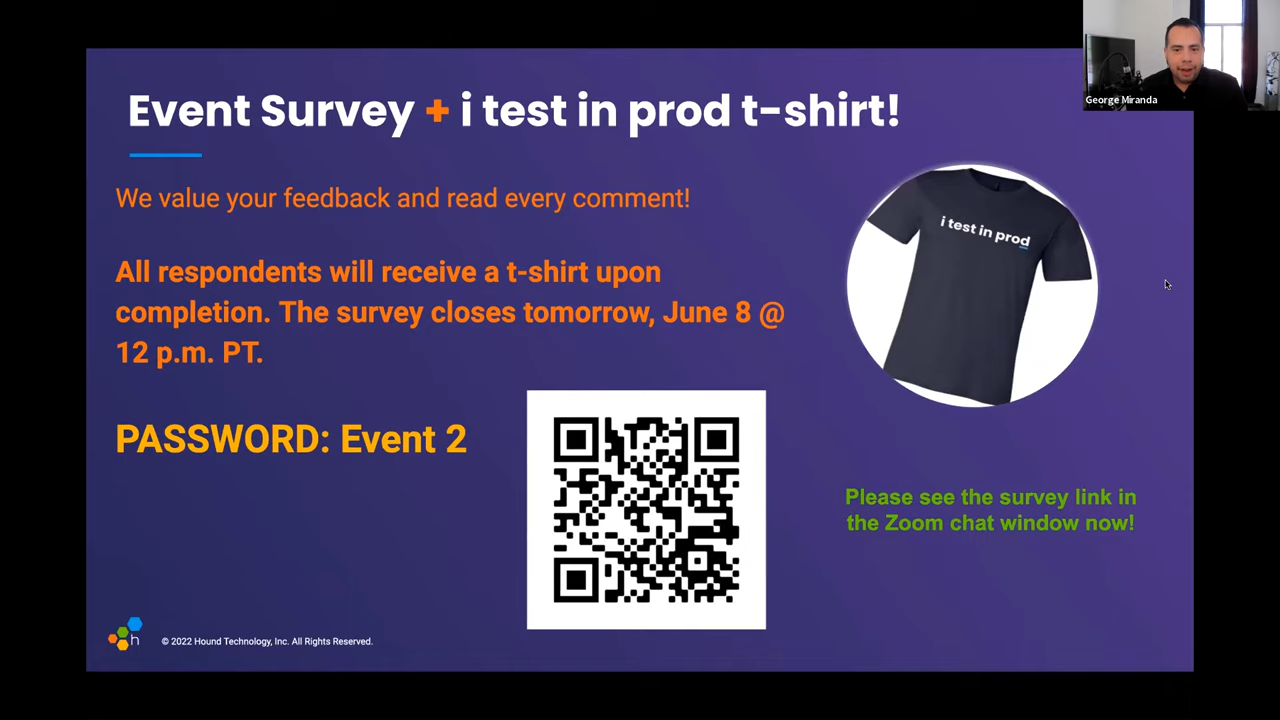 George Miranda
Event Survey + i test in prod t-shirt!
We value your feedback and read every comment!
i test in prod
All respondents will receive a t-shirt upon
completion. The survey closes tomorrow, June 8 @
12 p.m. PT.
PASSWORD: Event 2
Please see the survey link in
the Zoom chat window now!
h
© 2022 Hound Technology, Inc. All Rights Reserved.